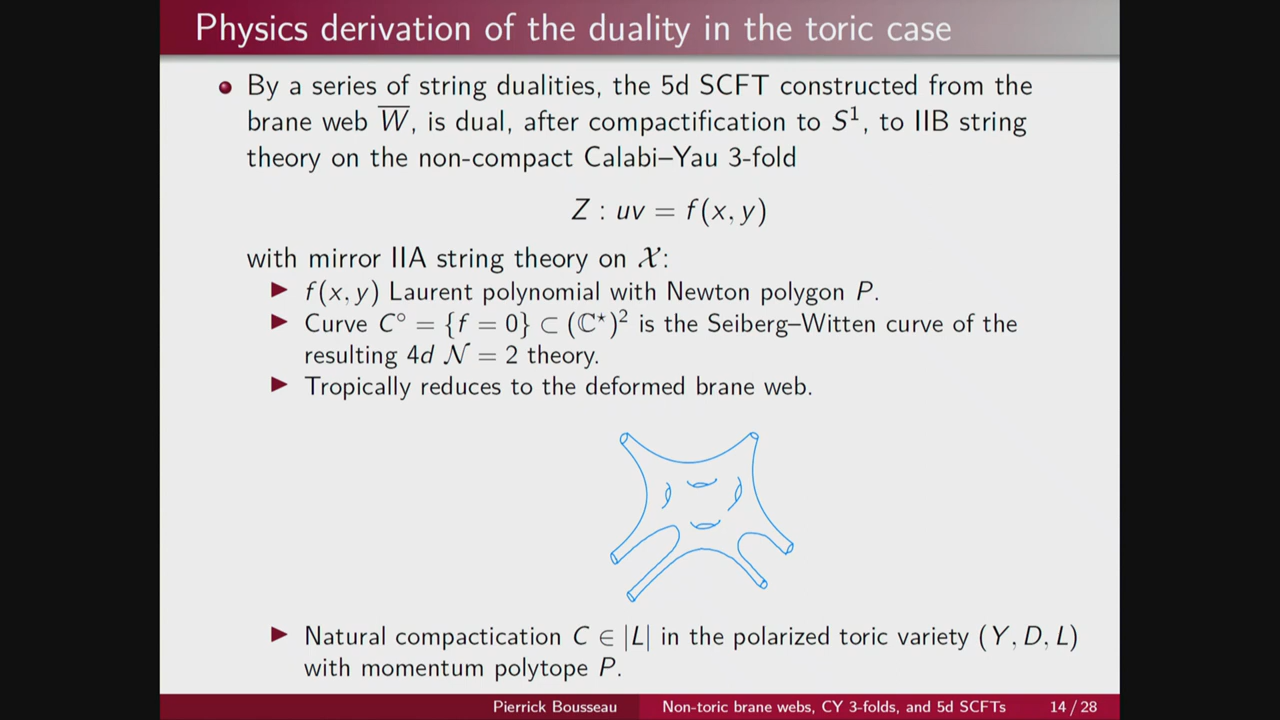 Physics derivation of the duality in the toric case
By a series of string dualities, the 5d SCFT constructed from the
brane web W̅, is dual, after compactification to S¹, to IIB string
theory on the non-compact Calabi–Yau 3-fold
Z : uv = f(x, y)
with mirror IIA string theory on 𝒳:
f(x, y) Laurent polynomial with Newton polygon P.
Curve C° = {f = 0} ⊂ (ℂ⋆)² is the Seiberg–Witten curve of the
resulting 4d 𝒩 = 2 theory.
Tropically reduces to the deformed brane web.
Natural compactication C ∈ |L| in the polarized toric variety (Y, D, L)
with momentum polytope P.
Pierrick Bousseau Non-toric brane webs, CY 3-folds, and 5d SCFTs 14 / 28